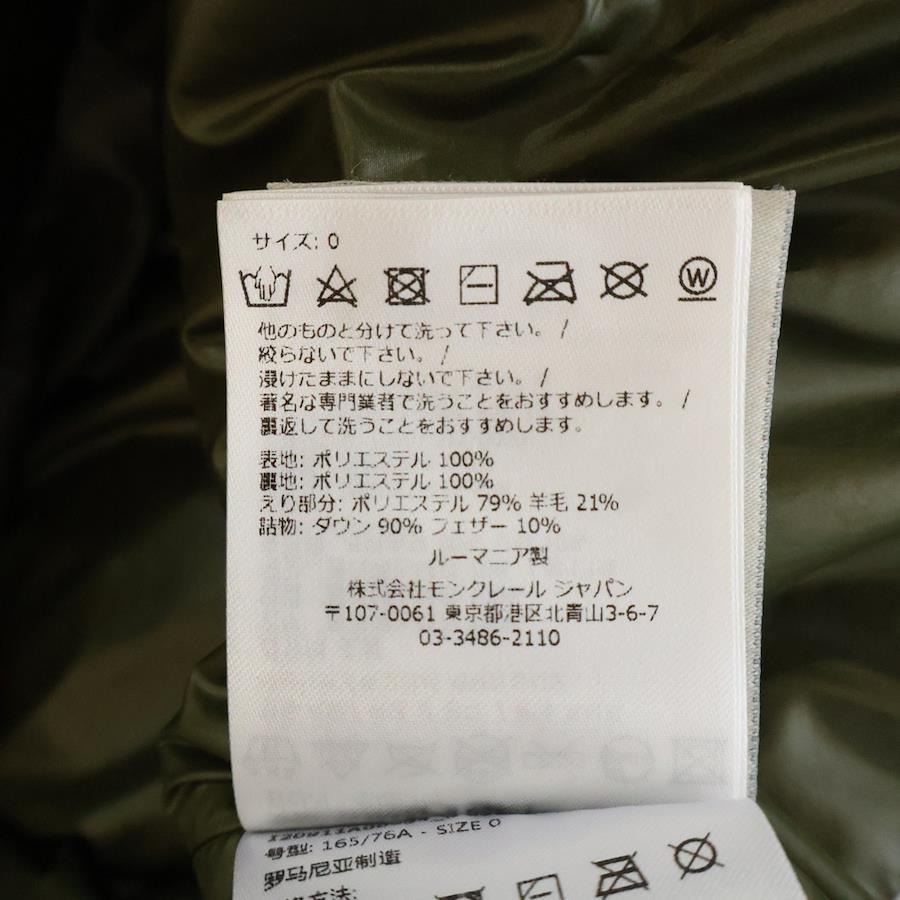 サイズ: 0
W
他のものと分けて洗って下さい。 /
絞らないで下さい。 /
浸けたままにしないで下さい。 /
著名な専門業者で洗うことをおすすめします。 /
裏返して洗うことをおすすめします。
表地: ポリエステル 100%
裏地: ポリエステル 100%
えり部分: ポリエステル 79% 羊毛 21%
詰物: ダウン 90% フェザー 10%
ルーマニア製
株式会社モンクレール ジャパン
〒107-0061 東京都港区北青山3-6-7
03-3486-2110
号型: 165/76A - SIZE 0
罗马尼亚制造
方法: